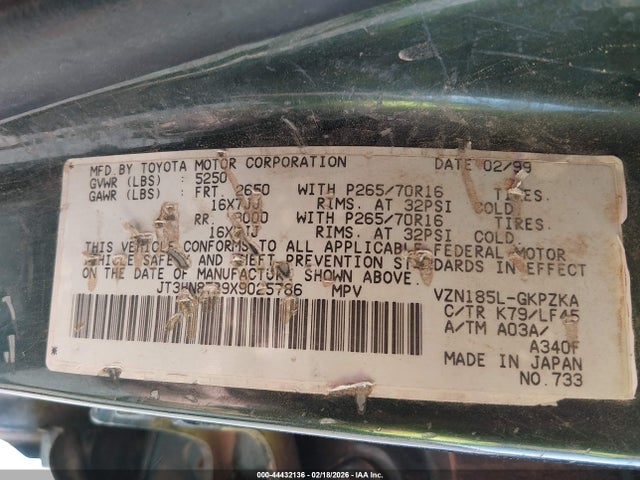 MFD.BY TOYOTA MOTOR CORPORATION DATE 02/99
GVWR (LBS) : 5250
GAWR (LBS) : FRT. 2650 WITH P265/70R16 TIRES.
16X7JJ RIMS. AT 32PSI COLD.
RR. 3000 WITH P265/70R16 TIRES.
16X7JJ RIMS. AT 32PSI COLD.
THIS VEHICLE CONFORMS TO ALL APPLICABLE FEDERAL MOTOR
VEHICLE SAFETY AND THEFT PREVENTION STANDARDS IN EFFECT
ON THE DATE OF MANUFACTURE SHOWN ABOVE.
MPV VZN185L-GKPZKA
C/TR K79/LF45
A/TM A03A/
A340F
MADE IN JAPAN
NO.733
000-44432136 - 02/18/2026 - © IAA Inc.